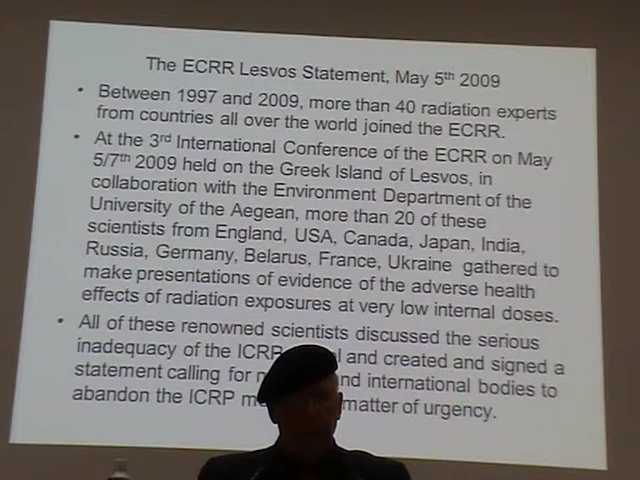 The ECRR Lesvos Statement, May 5th 2009
• Between 1997 and 2009, more than 40 radiation experts
from countries all over the world joined the ECRR.
• At the 3rd International Conference of the ECRR on May
5/7th 2009 held on the Greek Island of Lesvos, in
collaboration with the Environment Department of the
University of the Aegean, more than 20 of these
scientists from England, USA, Canada, Japan, India,
Russia, Germany, Belarus, France, Ukraine gathered to
make presentations of evidence of the adverse health
effects of radiation exposures at very low internal doses.
• All of these renowned scientists discussed the serious
inadequacy of the ICRP and created and signed a
statement calling for and international bodies to
abandon the ICRP matter of urgency.